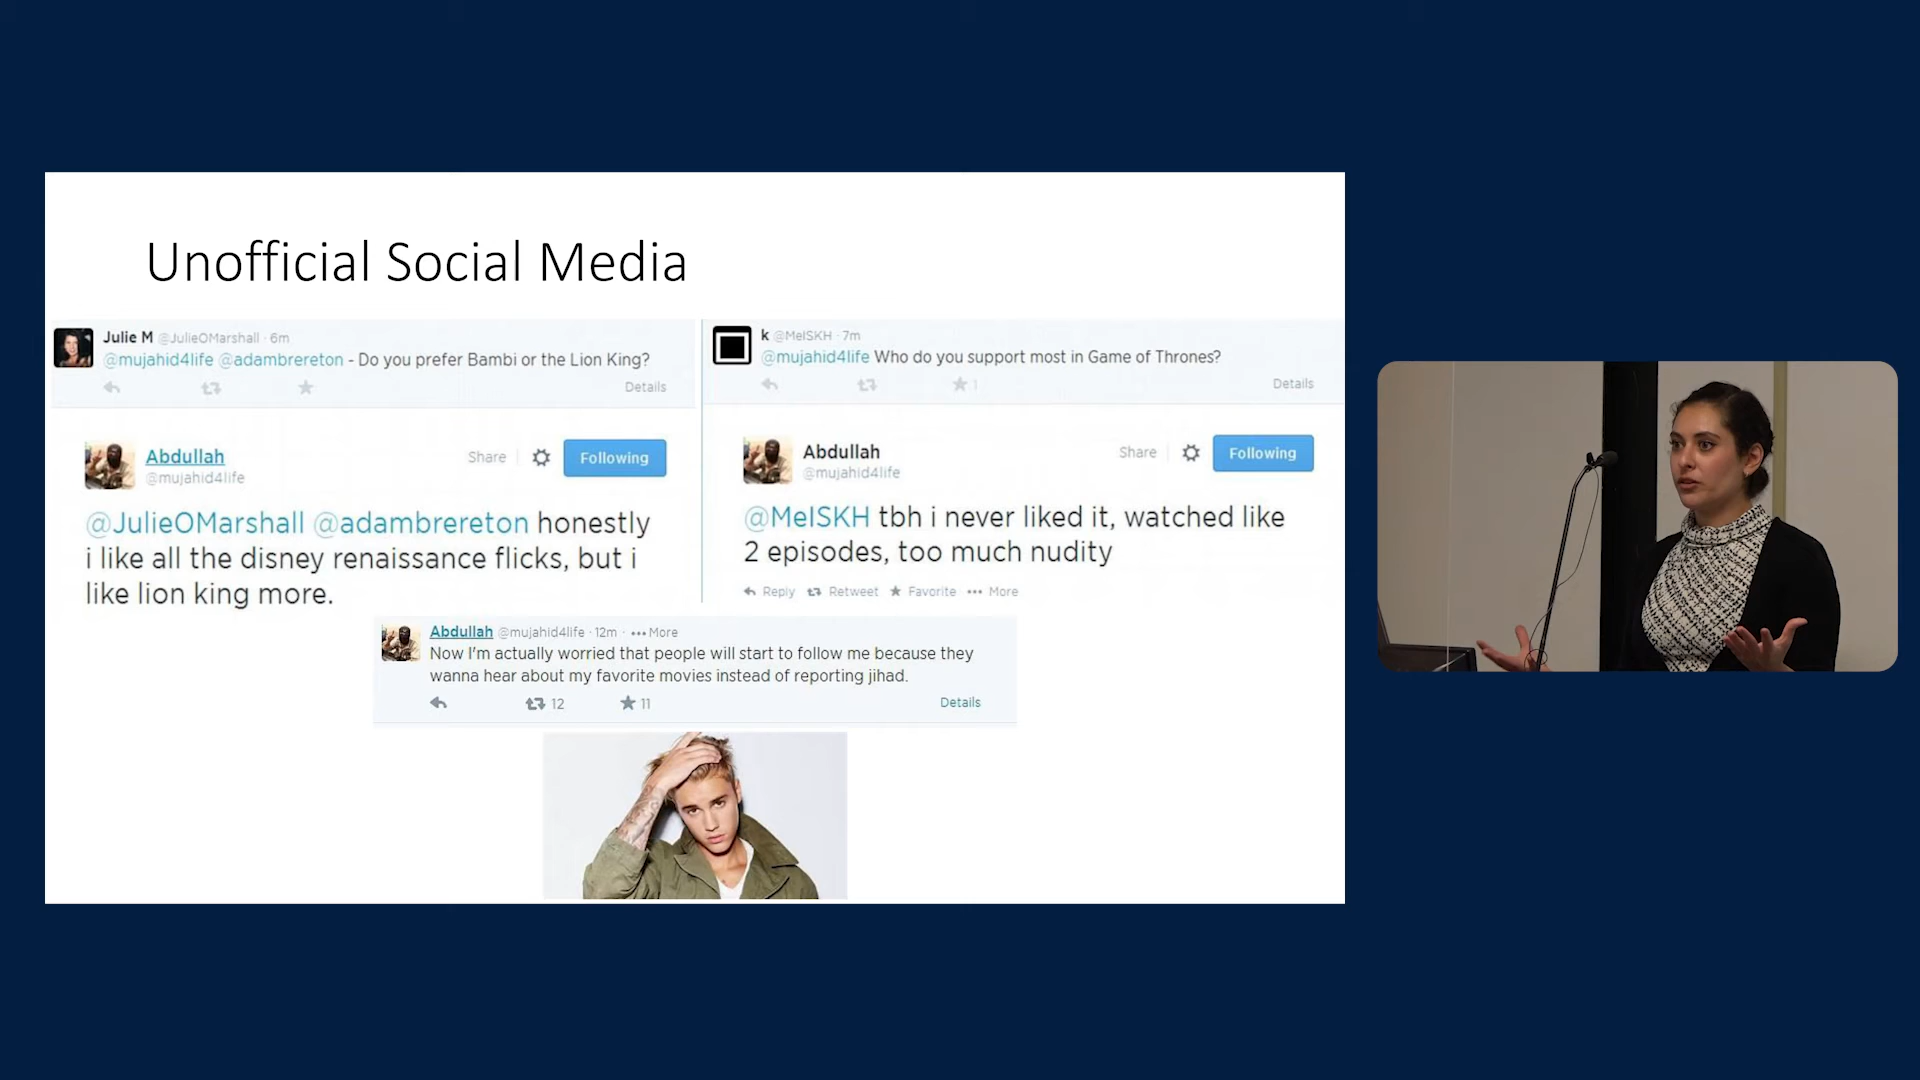 Unofficial Social Media
Julie M @JulieOMarshall · 6m
@mujahid4life @adambrereton - Do you prefer Bambi or the Lion King?
Details
Abdullah
@mujahid4life
Share
Following
@JulieOMarshall @adambrereton honestly
i like all the disney renaissance flicks, but i
like lion king more.
k @MeISKH · 7m
@mujahid4life Who do you support most in Game of Thrones?
1
Details
Abdullah
@mujahid4life
Share
Following
@MeISKH tbh i never liked it, watched like
2 episodes, too much nudity
Reply Retweet Favorite More
Abdullah @mujahid4life · 12m · More
Now I'm actually worried that people will start to follow me because they
wanna hear about my favorite movies instead of reporting jihad.
12 11 Details